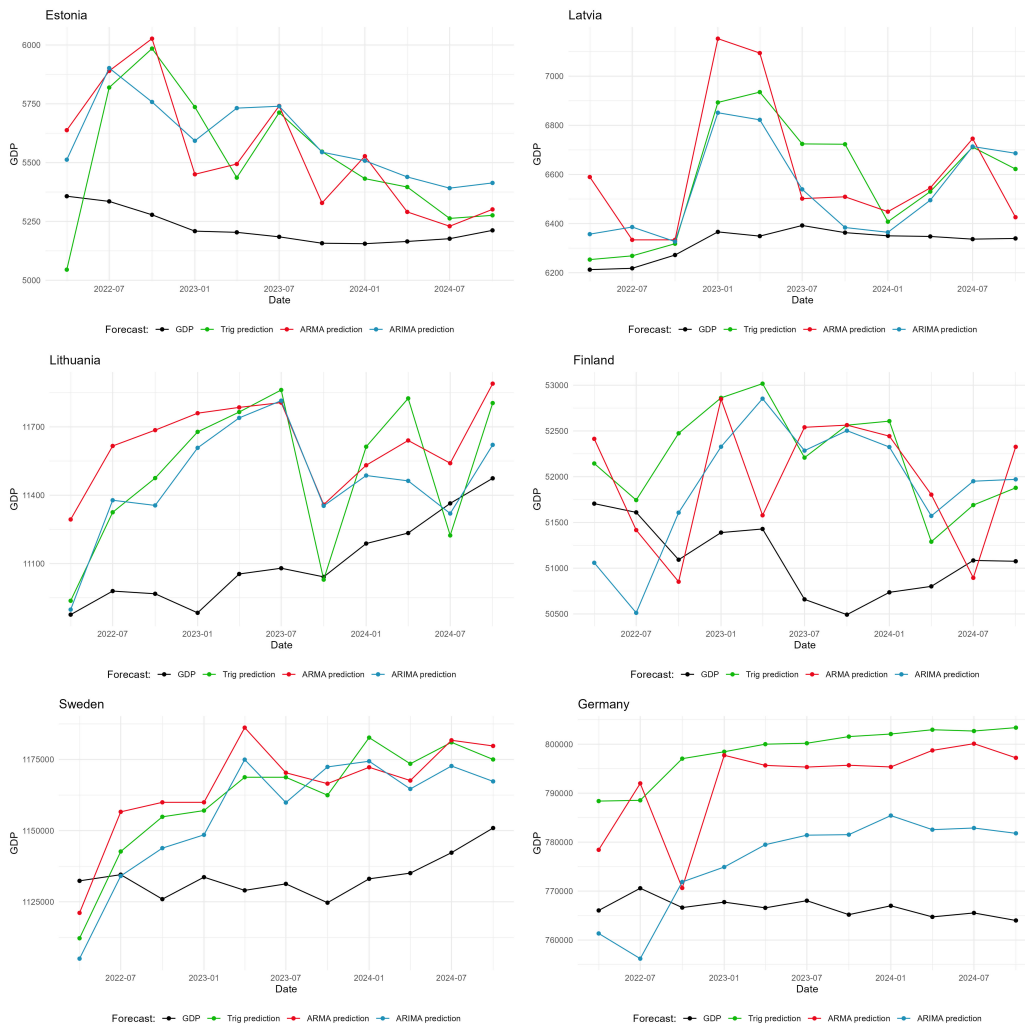 Estonia
GDP
6000
5750
5500
5250
5000
2022-07 2023-01 2023-07 2024-01 2024-07
Date
Forecast: GDP Trig prediction ARMA prediction ARIMA prediction
Latvia
GDP
7000
6800
6600
6400
6200
2022-07 2023-01 2023-07 2024-01 2024-07
Date
Forecast: GDP Trig prediction ARMA prediction ARIMA prediction
Lithuania
GDP
11700
11400
11100
2022-07 2023-01 2023-07 2024-01 2024-07
Date
Forecast: GDP Trig prediction ARMA prediction ARIMA prediction
Finland
GDP
53000
52500
52000
51500
51000
50500
2022-07 2023-01 2023-07 2024-01 2024-07
Date
Forecast: GDP Trig prediction ARMA prediction ARIMA prediction
Sweden
GDP
1175000
1150000
1125000
2022-07 2023-01 2023-07 2024-01 2024-07
Date
Forecast: GDP Trig prediction ARMA prediction ARIMA prediction
Germany
GDP
800000
790000
780000
770000
760000
2022-07 2023-01 2023-07 2024-01 2024-07
Date
Forecast: GDP Trig prediction ARMA prediction ARIMA prediction